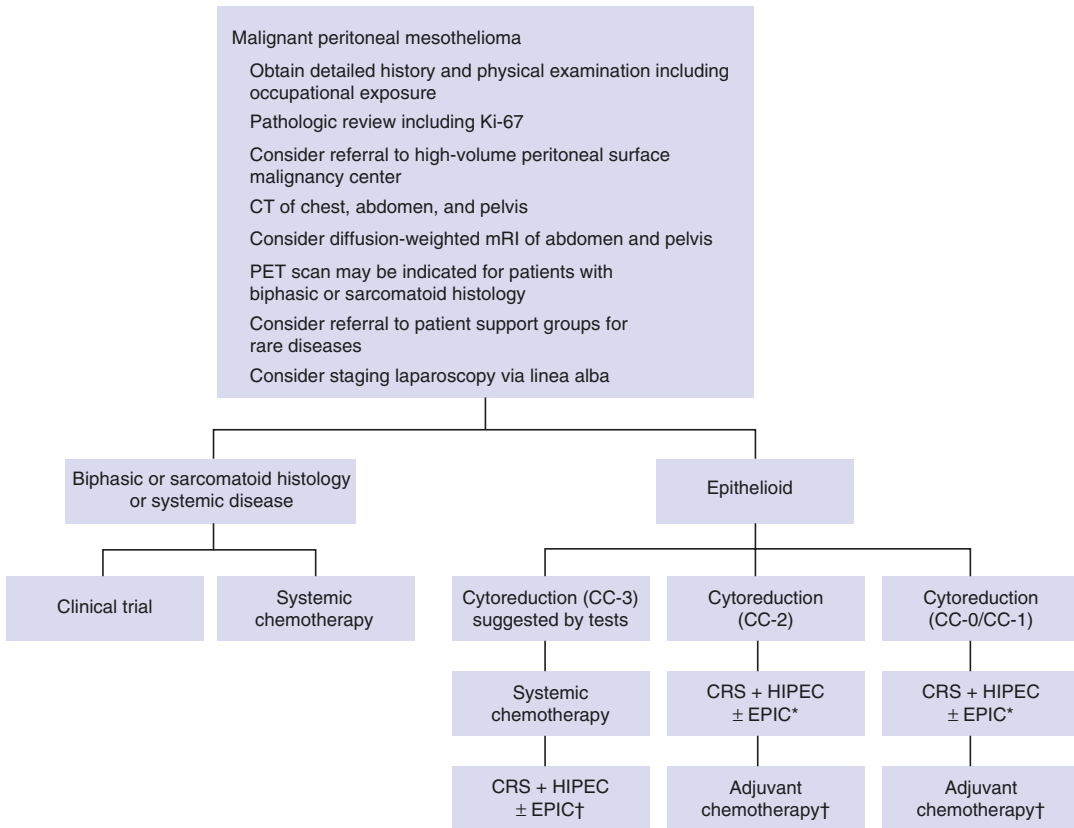 Malignant peritoneal mesothelioma
Obtain detailed history and physical examination including
occupational exposure
Pathologic review including Ki-67
Consider referral to high-volume peritoneal surface
malignancy center
CT of chest, abdomen, and pelvis
Consider diffusion-weighted mRI of abdomen and pelvis
PET scan may be indicated for patients with
biphasic or sarcomatoid histology
Consider referral to patient support groups for
rare diseases
Consider staging laparoscopy via linea alba
Biphasic or sarcomatoid histology
or systemic disease
Epithelioid
Clinical trial
Systemic
chemotherapy
Cytoreduction (CC-3)
suggested by tests
Cytoreduction
(CC-2)
Cytoreduction
(CC-0/CC-1)
Systemic
chemotherapy
CRS + HIPEC
± EPIC*
CRS + HIPEC
± EPIC*
CRS + HIPEC
± EPIC†
Adjuvant
chemotherapy†
Adjuvant
chemotherapy†